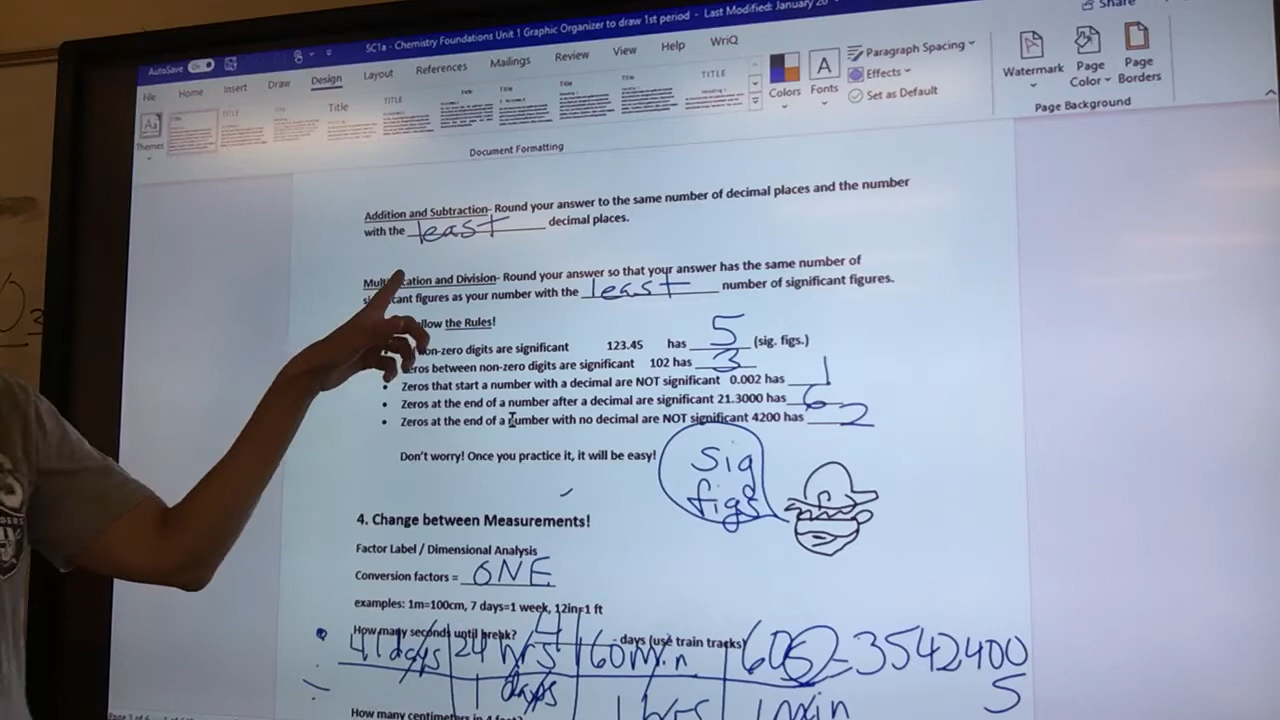 AutoSave On SC1a - Chemistry Foundations Unit 1 Graphic Organizer to draw 1st period - Last Modified: January Share
File Home Insert Draw Design Layout References Mailings Review View Help WriQ
Themes Title TITLE Title Title TITLE Title Title Title TITLE Colors Fonts Paragraph Spacing Effects Set as Default Watermark Page Color Page Borders
Document Formatting Page Background
Addition and Subtraction- Round your answer to the same number of decimal places and the number
with the least decimal places.
and Division- Round your answer so that your answer has the same number of
figures as your number with the least number of significant figures.
the Rules!
non-zero digits are significant 123.45 has 5 (sig. figs.)
between non-zero digits are significant 102 has 3
Zeros that start a number with a decimal are NOT significant 0.002 has 1
Zeros at the end of a number after a decimal are significant 21.3000 has 6
Zeros at the end of a number with no decimal are NOT significant 4200 has 2
Don't worry! Once you practice it, it will be easy!
sig
figs
4. Change between Measurements!
Factor Label / Dimensional Analysis
Conversion factors = ONE
examples: 1m=100cm, 7 days=1 week, 12in=1 ft
How many seconds until break? 41 days (use train tracks)
41 days 24 hrs 60 min 60 s = 3542400
1 days 1 hrs 1 min s
How many centimeters in 4 feet?